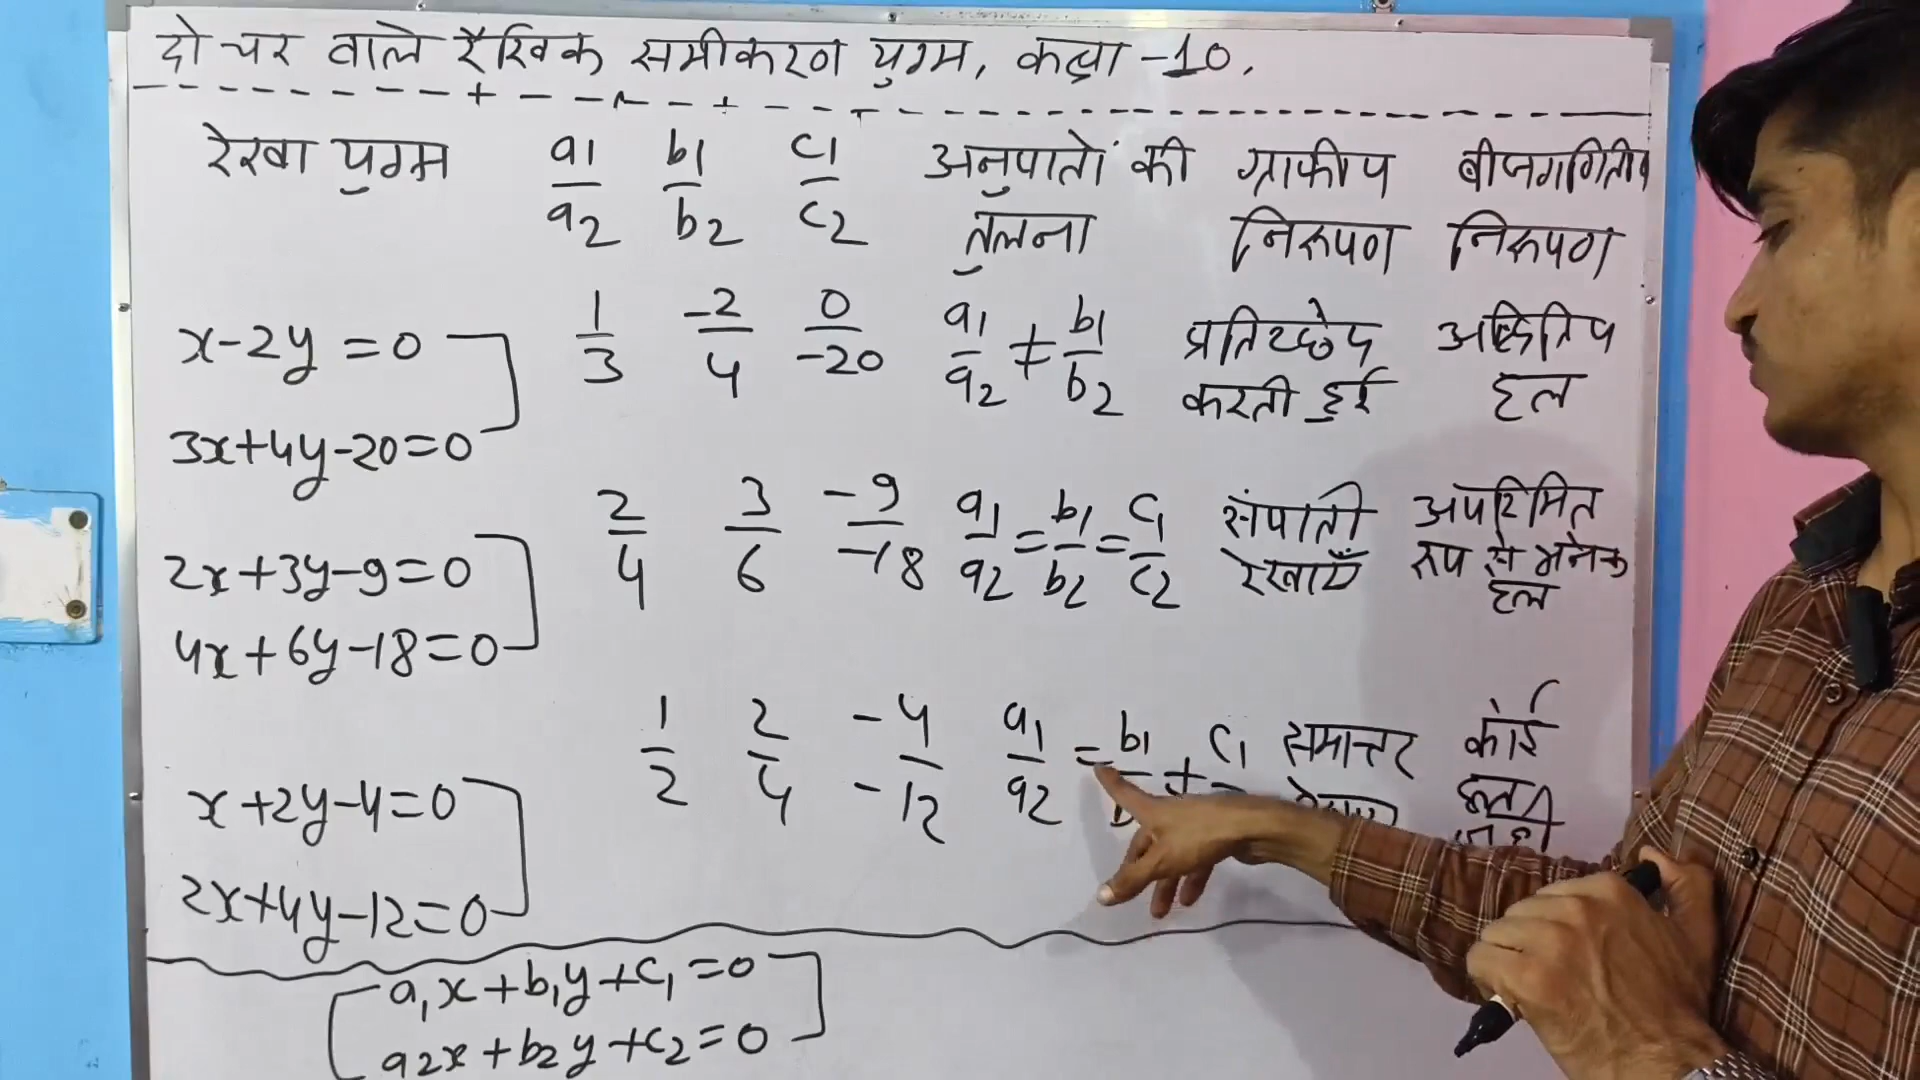 दो चर वाले रैखिक समीकरण युग्म, कक्षा -10.
रेखा युग्म a1/a2 b1/b2 c1/c2 अनुपातों की तुलना ग्राफीय निरुपण बीजगणितीय निरुपण
x-2y=0
3x+4y-20=0
1/3 -2/4 0/-20 a1/a2 ≠ b1/b2 प्रतिच्छेद करती हुई अद्वितिय हल
2x+3y-9=0
4x+6y-18=0
2/4 3/6 -9/-18 a1/a2 = b1/b2 = c1/c2 संपाती रेखाएँ अपरिमित रुप से अनेक हल
x+2y-4=0
2x+4y-12=0
1/2 2/4 -4/-12 a1/a2 = b1 ≠ c1 समान्तर कोई हल नही
a1x+b1y+c1=0
a2x+b2y+c2=0